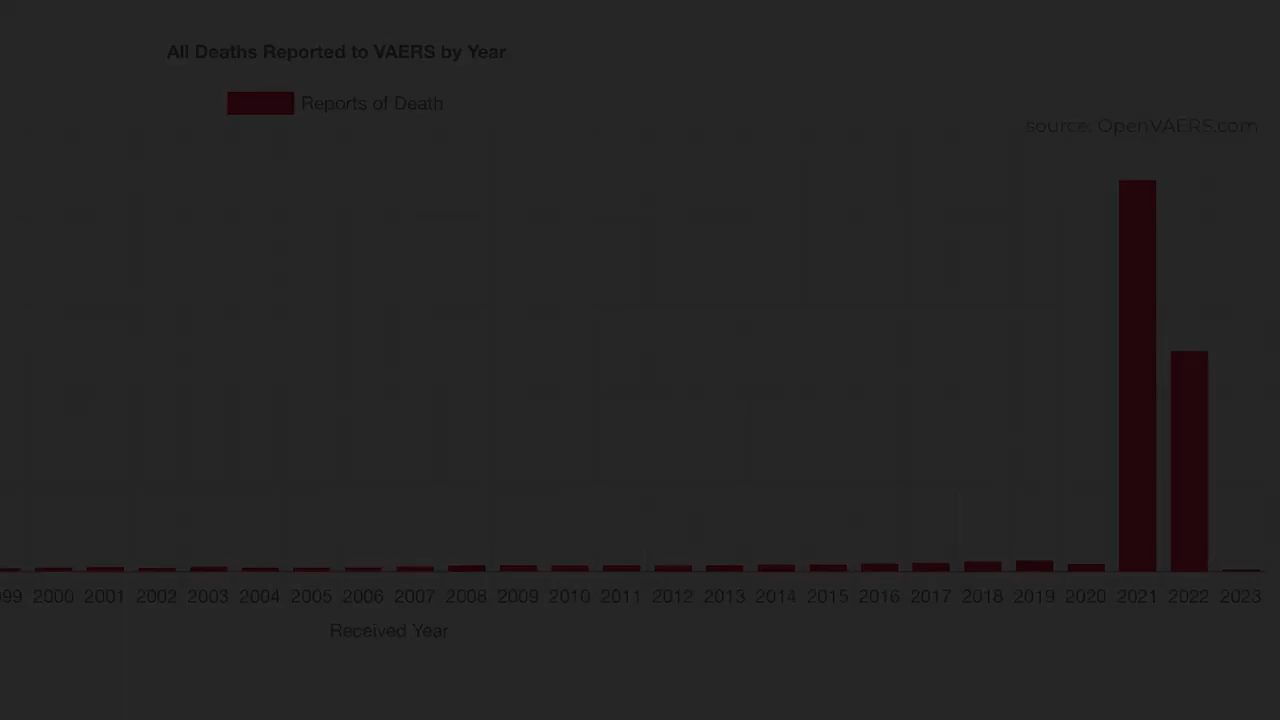 All Deaths Reported to VAERS by Year
Reports of Death
source: OpenVAERS.com
99 2000 2001 2002 2003 2004 2005 2006 2007 2008 2009 2010 2011 2012 2013 2014 2015 2016 2017 2018 2019 2020 2021 2022 2023
Received Year